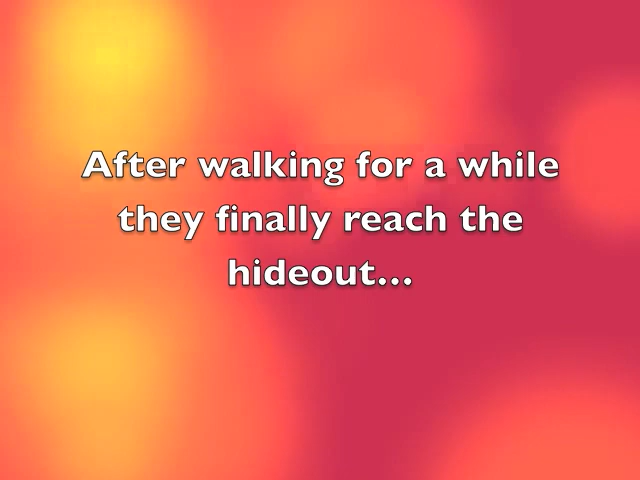 After walking for a while
they finally reach the
hideout...